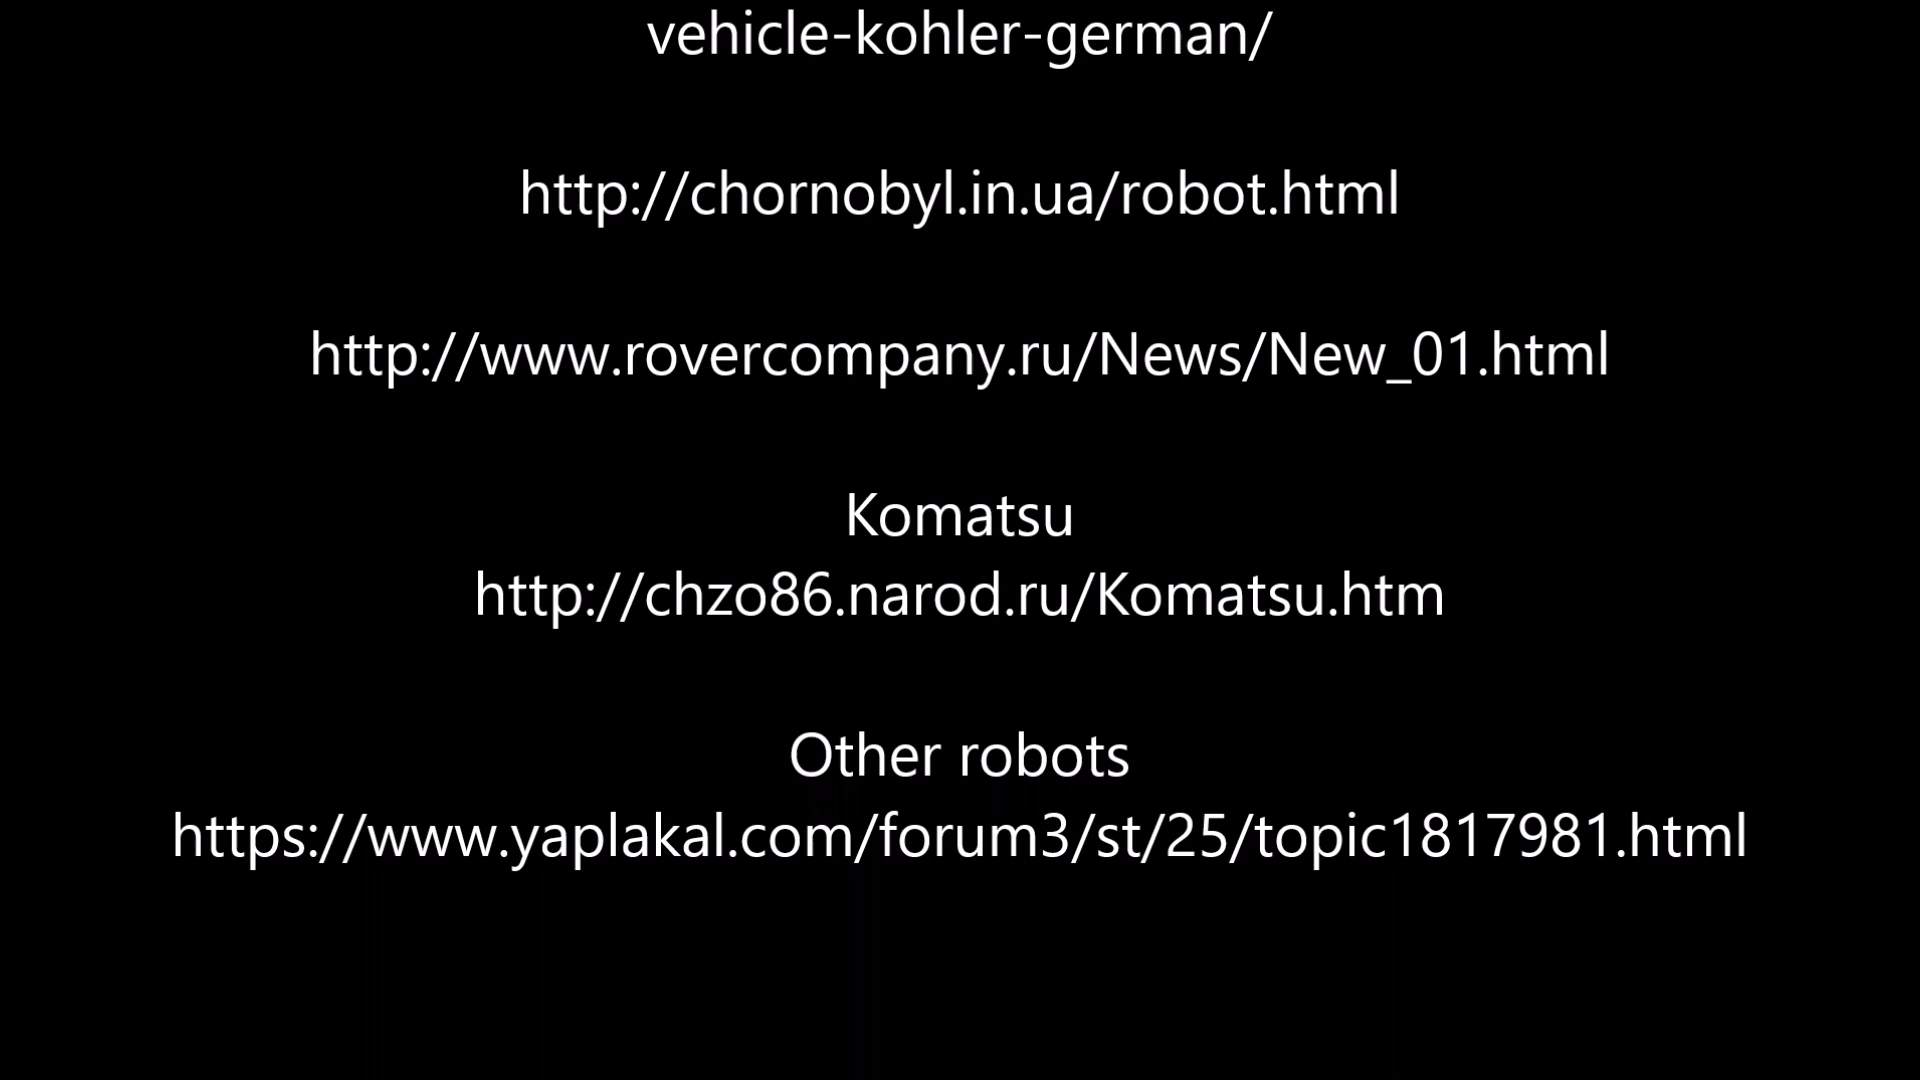 vehicle-kohler-german/
http://chornobyl.in.ua/robot.html
http://www.rovercompany.ru/News/New_01.html
Komatsu
http://chzo86.narod.ru/Komatsu.htm
Other robots
https://www.yaplakal.com/forum3/st/25/topic1817981.html